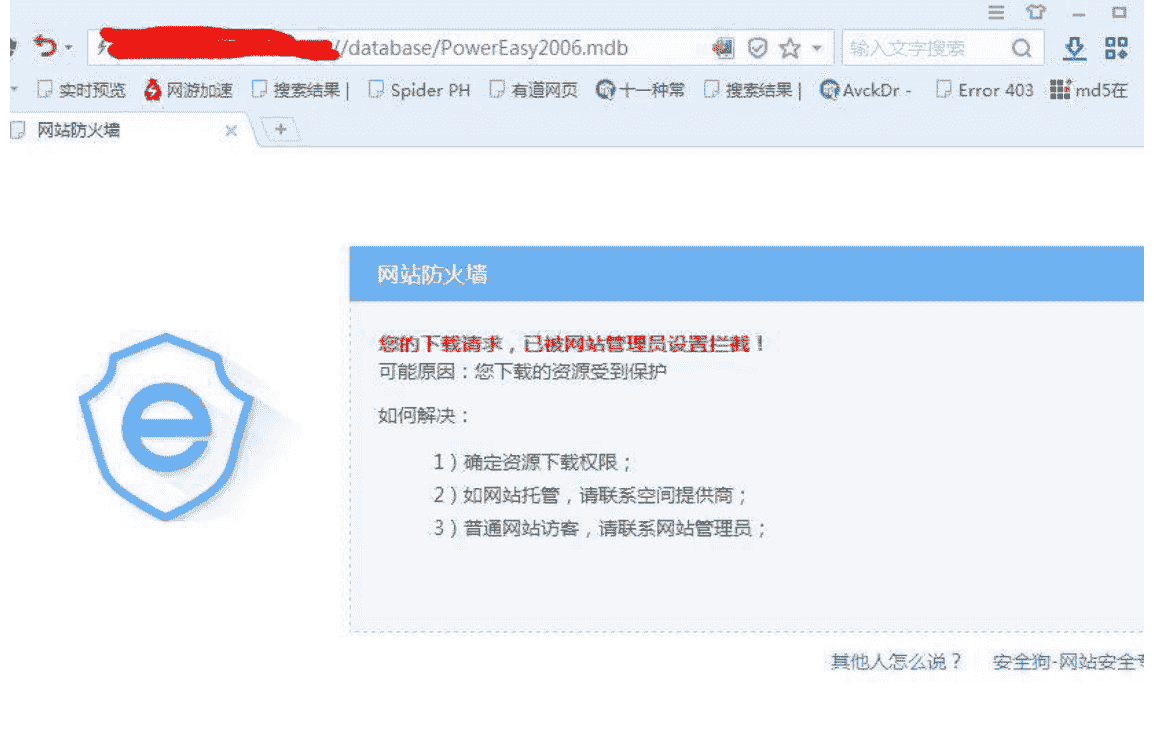 //database/PowerEasy2006.mdb 输入文字搜索
实时预览 网游加速 搜索结果 | Spider PH 有道网页 十一种常 搜索结果 | AvckDr - Error 403 md5在
网站防火墙
网站防火墙
您的下载请求，已被网站管理员设置拦截！
可能原因：您下载的资源受到保护
如何解决：
1）确定资源下载权限；
2）如网站托管，请联系空间提供商；
3）普通网站访客，请联系网站管理员；
其他人怎么说？ 安全狗-网站安全